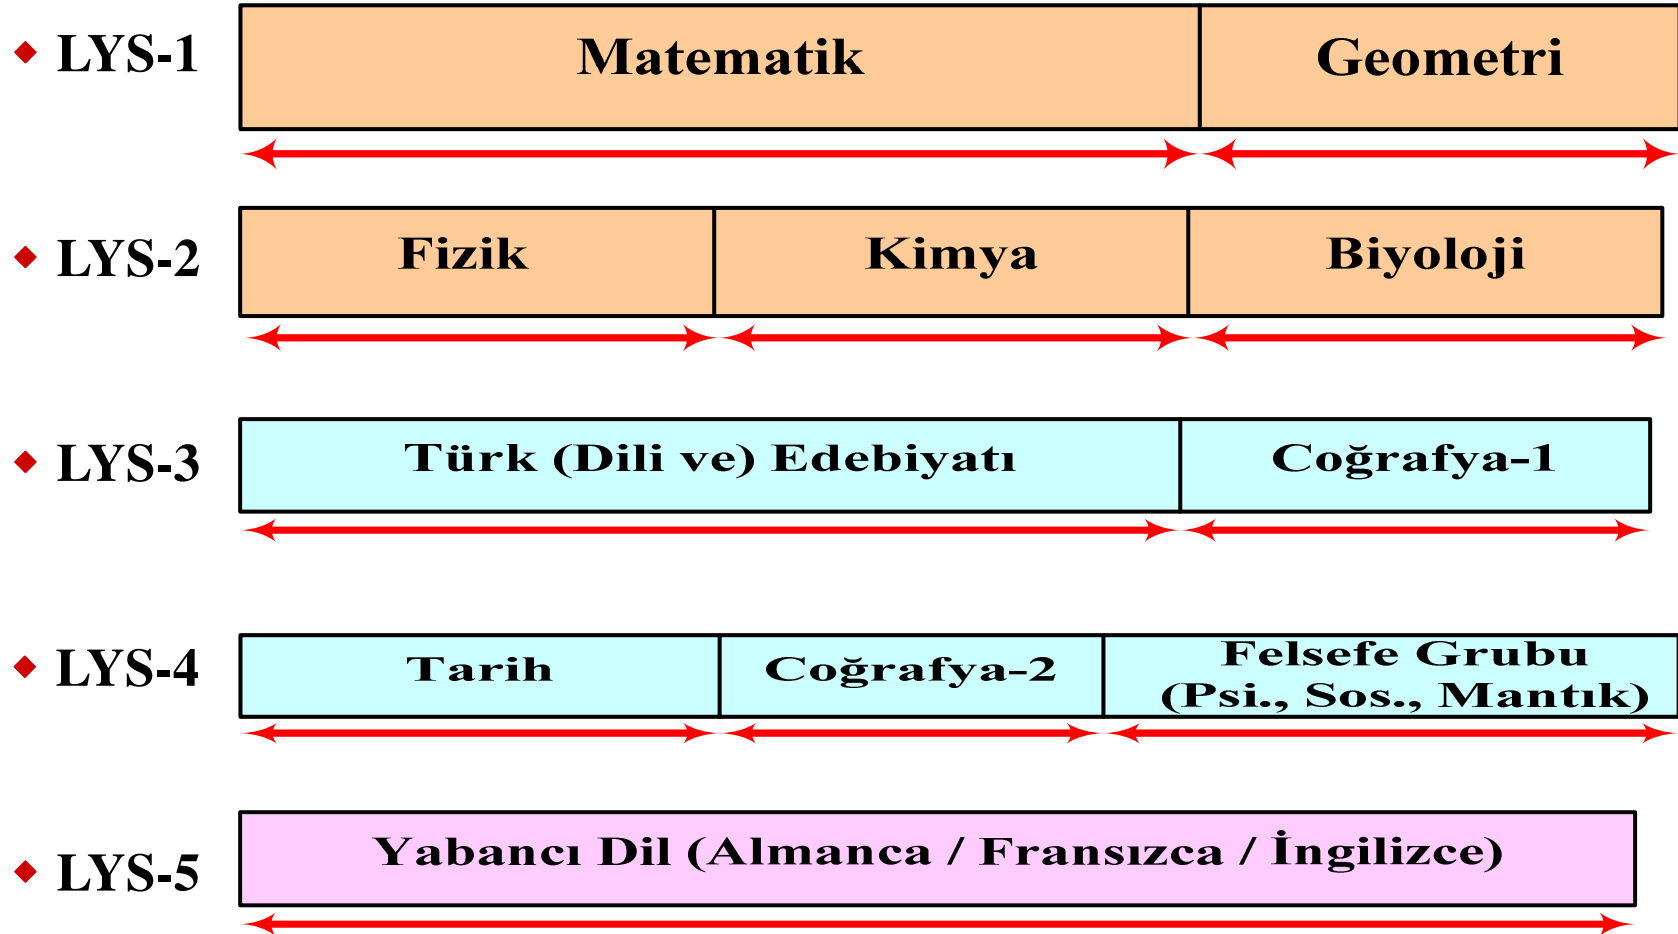 LYS-1 Matematik Geometri
LYS-2 Fizik Kimya Biyoloji
LYS-3 Türk (Dili ve) Edebiyatı Coğrafya-1
LYS-4 Tarih Coğrafya-2 Felsefe Grubu
(Psi., Sos., Mantık)
LYS-5 Yabancı Dil (Almanca / Fransızca / İngilizce)